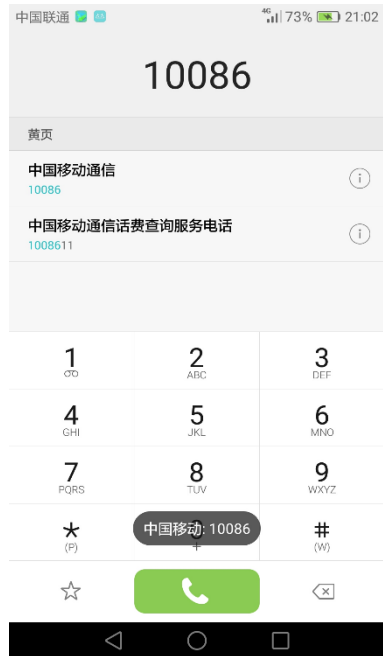 中国联通 4G 73% 21:02
10086
黄页
中国移动通信
10086
中国移动通信话费查询服务电话
1008611
1 2 3
ABC DEF
4 5 6
GHI JKL MNO
7 8 9
PQRS TUV WXYZ
* #
中国移动: 10086
(P) + (W)